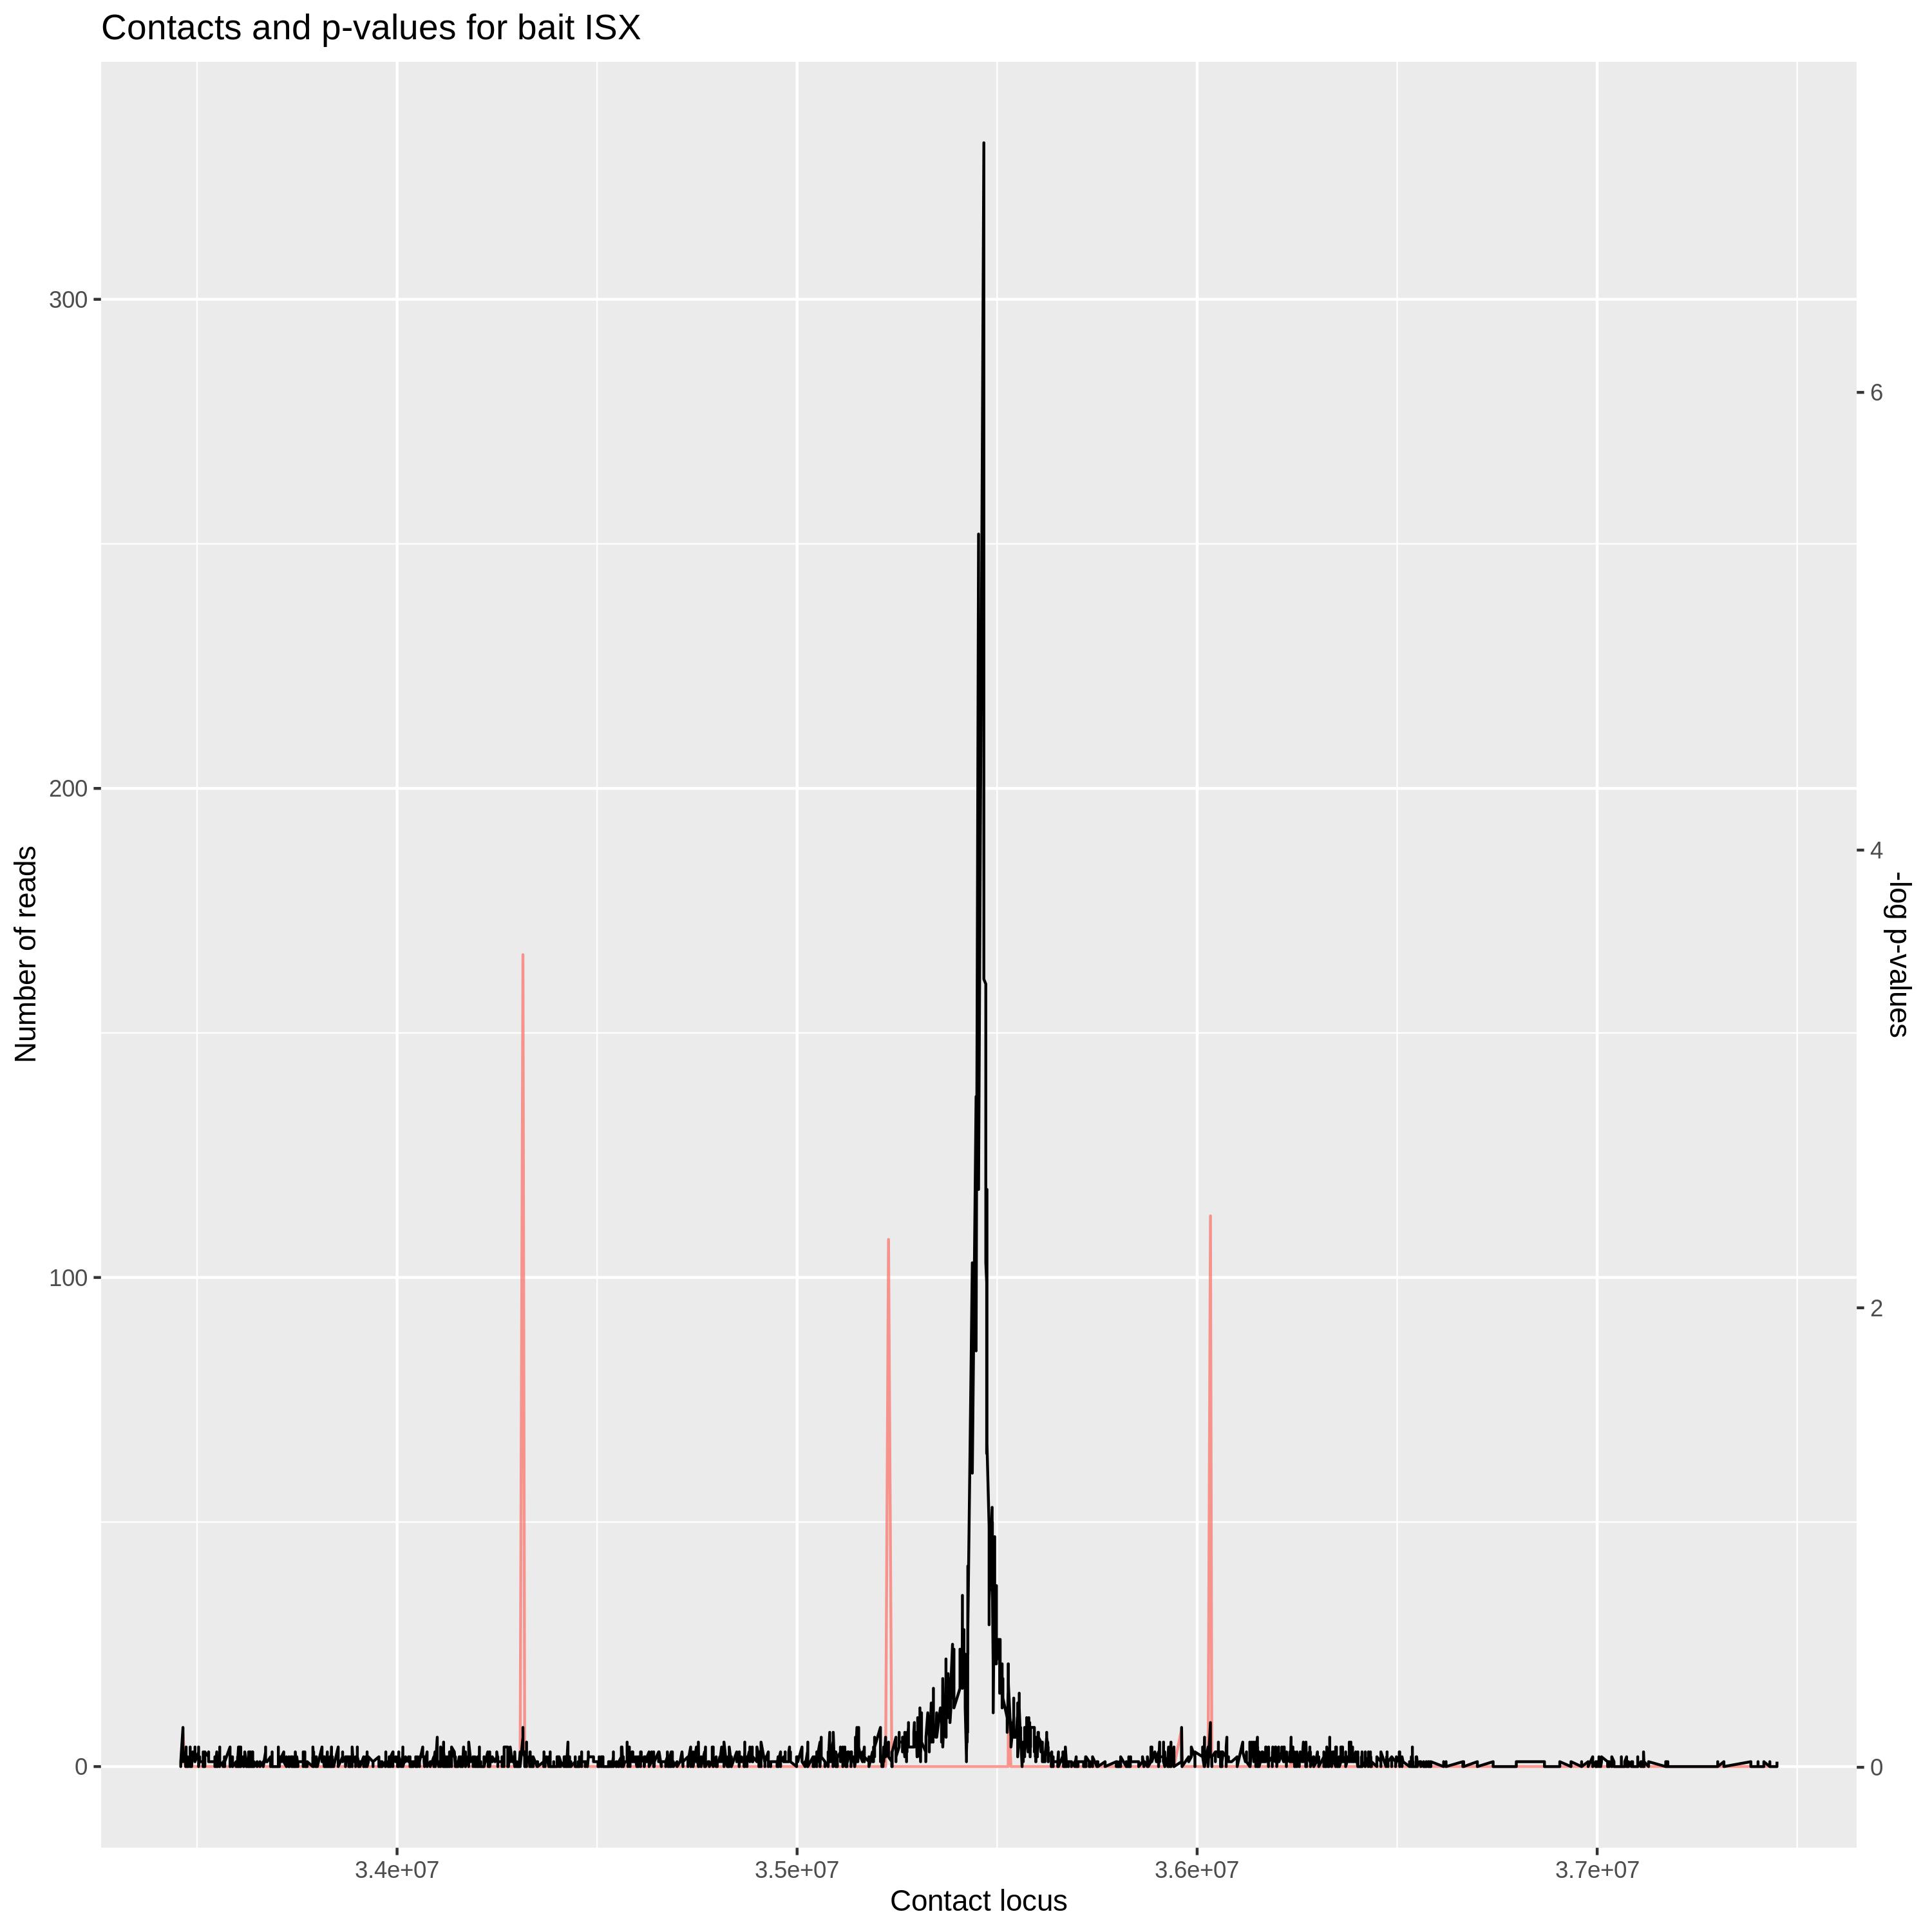 Contacts and p-values for bait ISX
300
200
100
0
6
4
2
0
Number of reads
-log p-values
3.4e+07
3.5e+07
3.6e+07
3.7e+07
Contact locus